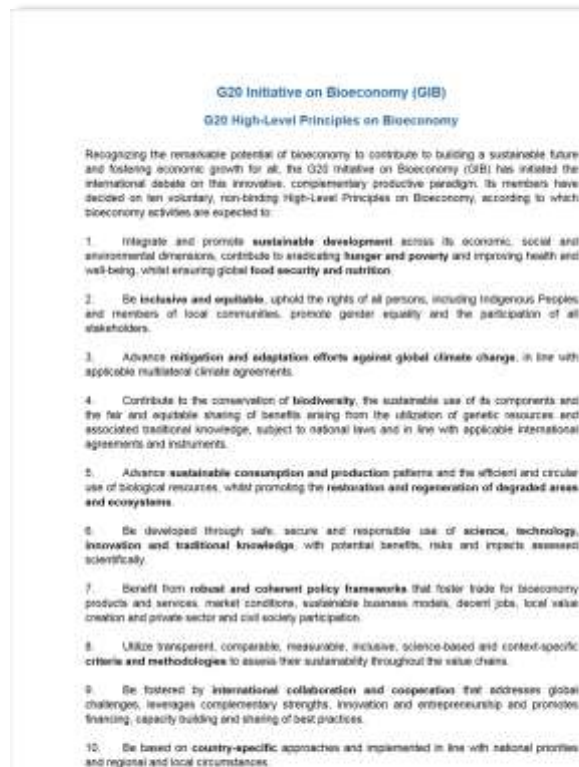 G20 Initiative on Bioeconomy (GIB)
G20 High-Level Principles on Bioeconomy
Recognizing the remarkable potential of bioeconomy to contribute to building a sustainable future
and fostering economic growth for all, the G20 Initiative on Bioeconomy (GIB) has initiated the
international debate on this innovative, complementary productive paradigm. Its members have
decided on ten voluntary, non-binding High-Level Principles on Bioeconomy, according to which
bioeconomy activities are expected to:
1. Integrate and promote sustainable development across its economic, social and
environmental dimensions, contribute to eradicating hunger and poverty and improving health and
well-being, whilst ensuring global food security and nutrition.
2. Be inclusive and equitable, uphold the rights of all persons, including Indigenous Peoples
and members of local communities, promote gender equality and the participation of all
stakeholders.
3. Advance mitigation and adaptation efforts against global climate change, in line with
applicable multilateral climate agreements.
4. Contribute to the conservation of biodiversity, the sustainable use of its components and
the fair and equitable sharing of benefits arising from the utilization of genetic resources and
associated traditional knowledge, subject to national laws and in line with applicable international
agreements and instruments.
5. Advance sustainable consumption and production patterns and the efficient and circular
use of biological resources, whilst promoting the restoration and regeneration of degraded areas
and ecosystems.
6. Be developed through safe, secure and responsible use of science, technology,
innovation and traditional knowledge, with potential benefits, risks and impacts assessed
scientifically.
7. Benefit from robust and coherent policy frameworks that foster trade for bioeconomy
products and services, market conditions, sustainable business models, decent jobs, local value
creation and private sector and civil society participation.
8. Utilize transparent, comparable, measurable, inclusive, science-based and context-specific
criteria and methodologies to assess their sustainability throughout the value chains.
9. Be fostered by international collaboration and cooperation that addresses global
challenges, leverages complementary strengths, innovation and entrepreneurship and promotes
financing, capacity building and sharing of best practices.
10. Be based on country-specific approaches and implemented in line with national priorities
and regional and local circumstances.